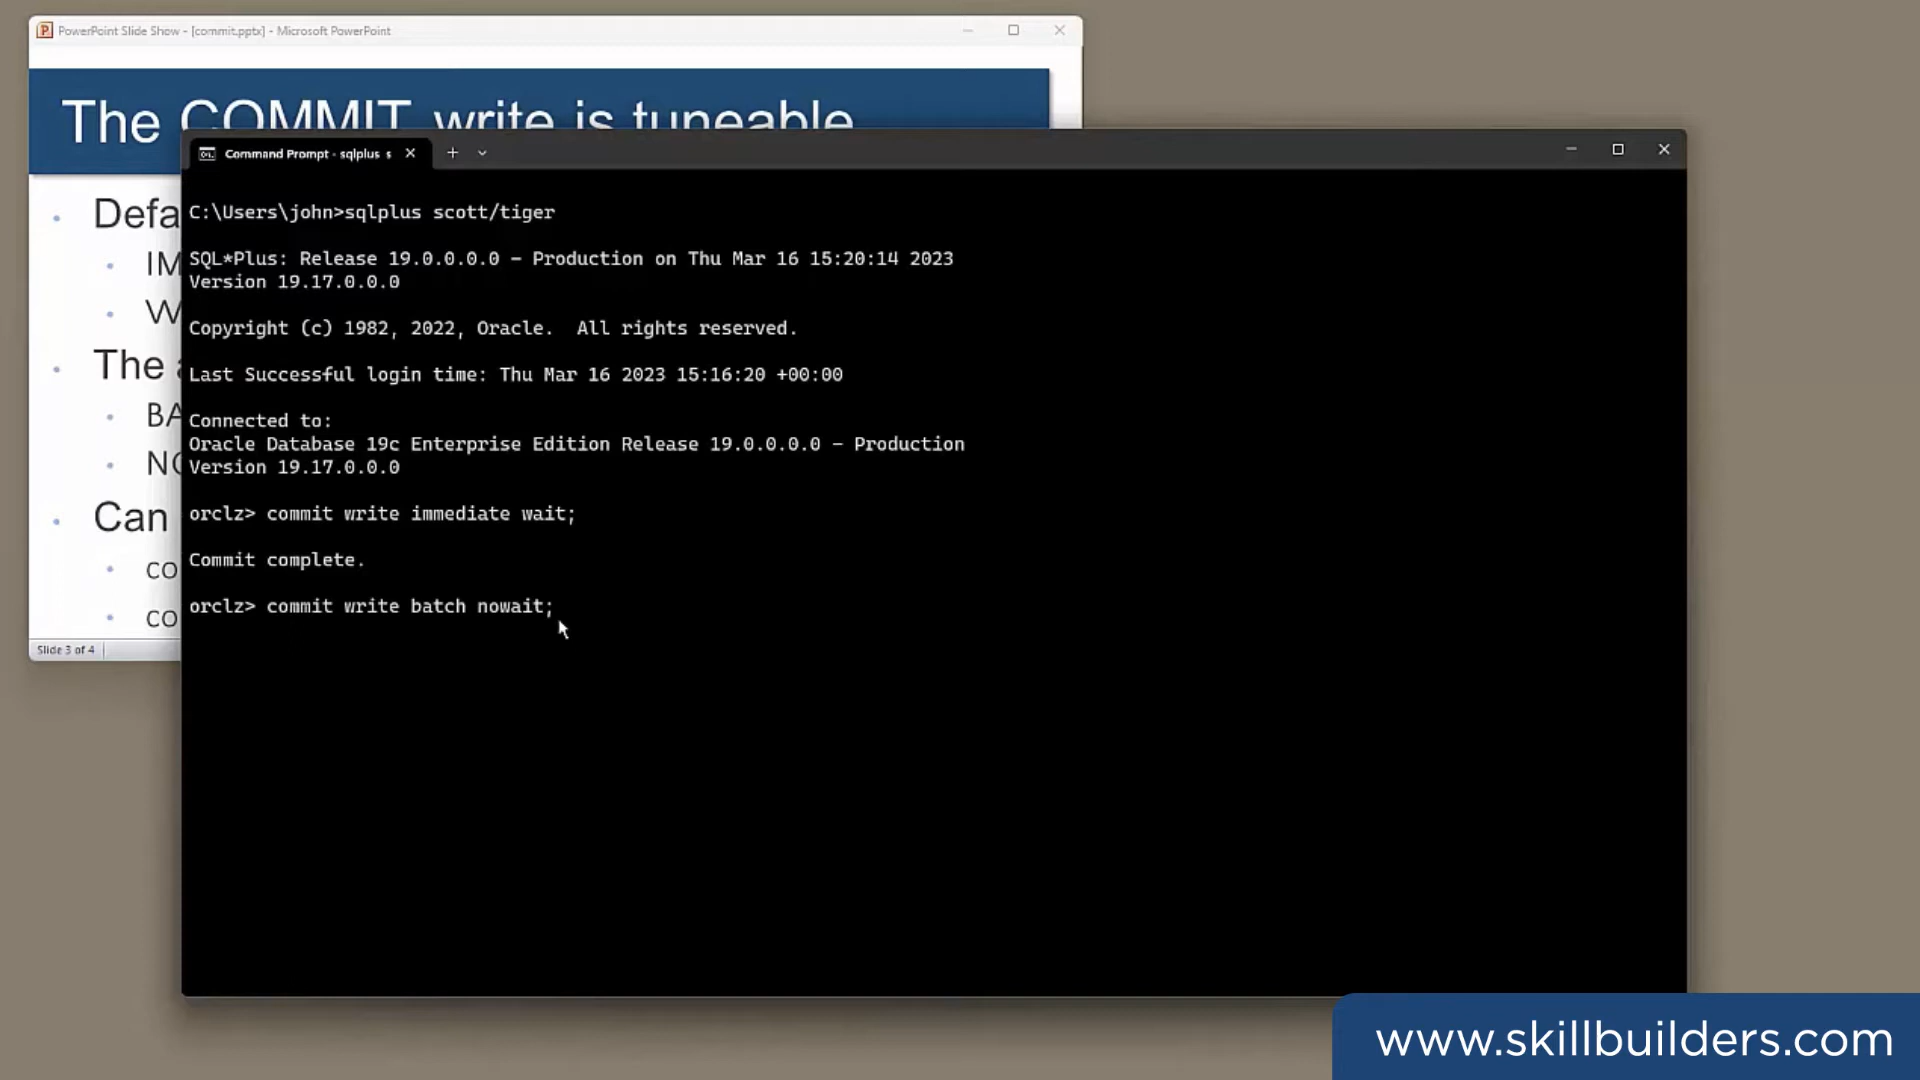 PowerPoint Slide Show - [commit.pptx] - Microsoft PowerPoint
The COMMIT write is tuneable
Command Prompt - sqlplus s
C:\Users\john>sqlplus scott/tiger
SQL*Plus: Release 19.0.0.0.0 - Production on Thu Mar 16 15:20:14 2023
Version 19.17.0.0.0
Copyright (c) 1982, 2022, Oracle.  All rights reserved.
Last Successful login time: Thu Mar 16 2023 15:16:20 +00:00
Connected to:
Oracle Database 19c Enterprise Edition Release 19.0.0.0.0 - Production
Version 19.17.0.0.0
orclz> commit write immediate wait;
Commit complete.
orclz> commit write batch nowait;
Defa
IM
W
The
BA
NO
Can
co
co
Slide 3 of 4
www.skillbuilders.com